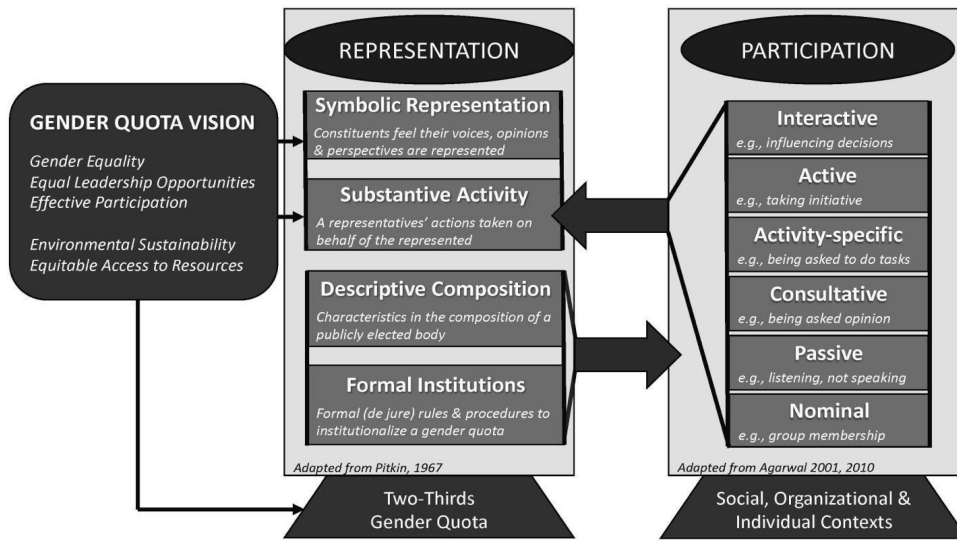 GENDER QUOTA VISION
Gender Equality
Equal Leadership Opportunities
Effective Participation
Environmental Sustainability
Equitable Access to Resources
REPRESENTATION
Symbolic Representation
Constituents feel their voices, opinions
& perspectives are represented
Substantive Activity
A representatives' actions taken on
behalf of the represented
Descriptive Composition
Characteristics in the composition of a
publicly elected body
Formal Institutions
Formal (de jure) rules & procedures to
institutionalize a gender quota
Adapted from Pitkin, 1967
Two-Thirds
Gender Quota
PARTICIPATION
Interactive
e.g., influencing decisions
Active
e.g., taking initiative
Activity-specific
e.g., being asked to do tasks
Consultative
e.g., being asked opinion
Passive
e.g., listening, not speaking
Nominal
e.g., group membership
Adapted from Agarwal 2001, 2010
Social, Organizational &
Individual Contexts